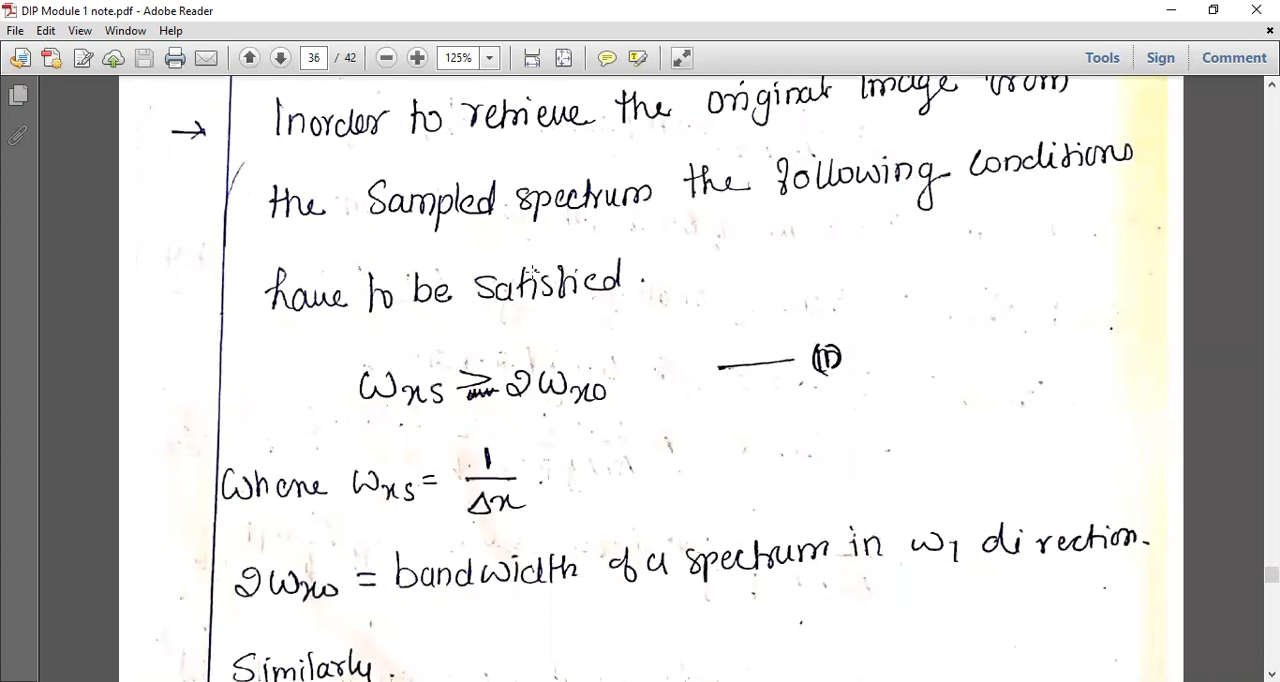 DIP Module 1 note.pdf - Adobe Reader
File Edit View Window Help
36 / 42 125% Tools Sign Comment
Inorder to retrieve the original Image from
the Sampled spectrum the following conditions
have to be satisfied.
ωxs ≥ 2ωx0 —— (11)
Where ωxs = 1/Δx
2ωx0 = bandwidth of a spectrum in ω1 direction.
Similarly.